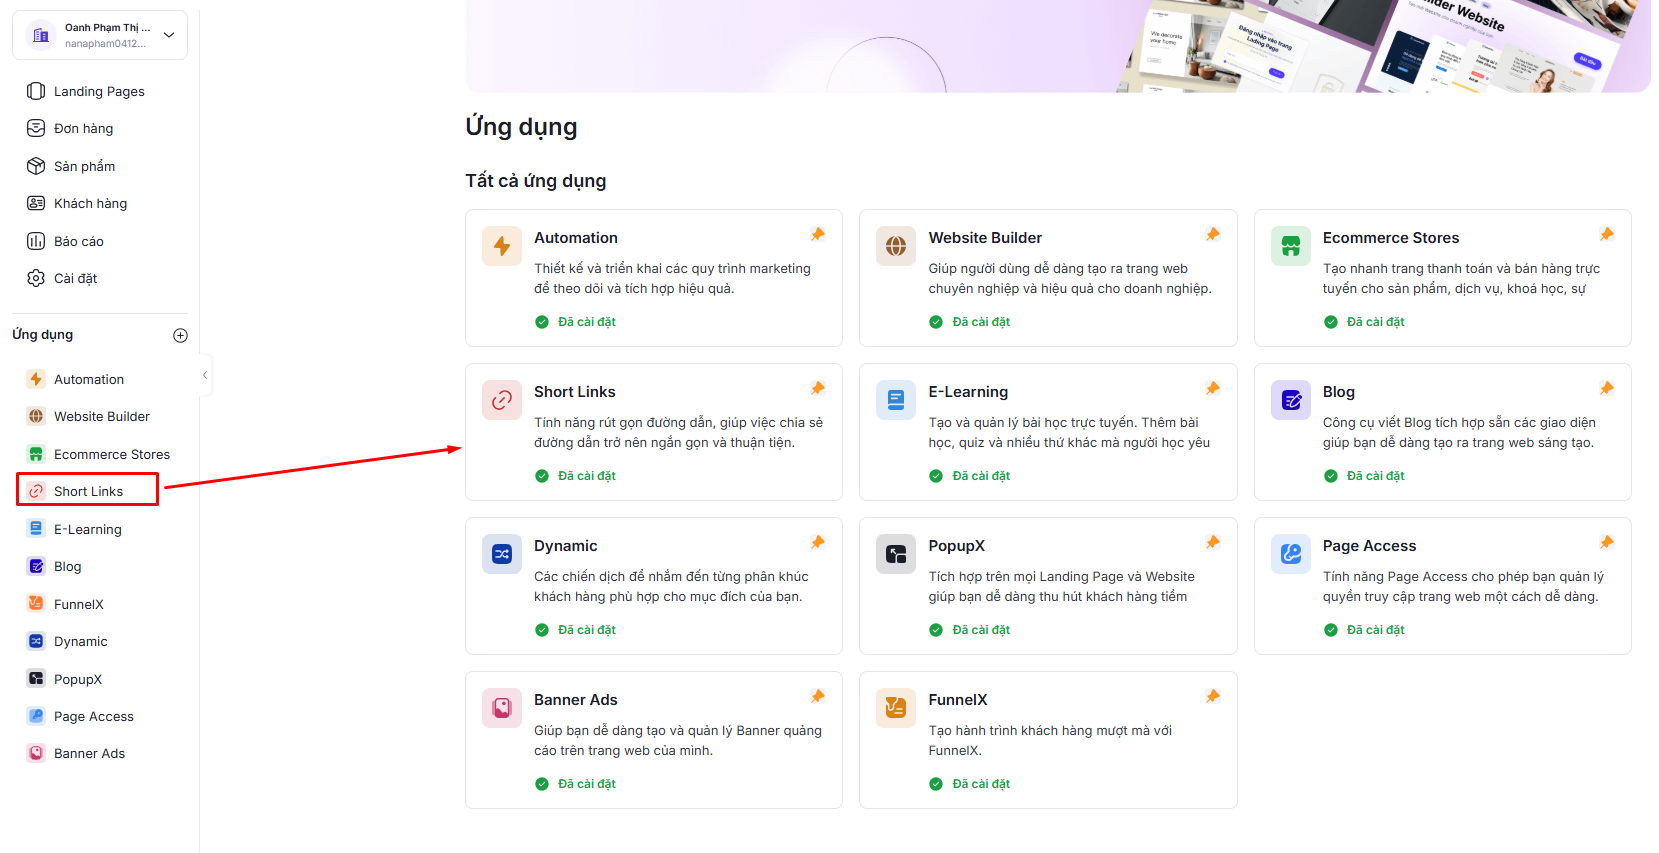 Oanh Phạm Thị ...
nanapham0412...
Landing Pages
Đơn hàng
Sản phẩm
Khách hàng
Báo cáo
Cài đặt
Ứng dụng
Automation
Website Builder
Ecommerce Stores
Short Links
E-Learning
Blog
FunnelX
Dynamic
PopupX
Page Access
Banner Ads
We decorate
your home
Đăng nhập vào trang
Lading Page
ilder Website
Bắt đầu
Ứng dụng
Tất cả ứng dụng
Automation
Thiết kế và triển khai các quy trình marketing
để theo dõi và tích hợp hiệu quả.
Đã cài đặt
Website Builder
Giúp người dùng dễ dàng tạo ra trang web
chuyên nghiệp và hiệu quả cho doanh nghiệp.
Đã cài đặt
Ecommerce Stores
Tạo nhanh trang thanh toán và bán hàng trực
tuyến cho sản phẩm, dịch vụ, khoá học, sự
Đã cài đặt
Short Links
Tính năng rút gọn đường dẫn, giúp việc chia sẻ
đường dẫn trở nên ngắn gọn và thuận tiện.
Đã cài đặt
E-Learning
Tạo và quản lý bài học trực tuyến. Thêm bài
học, quiz và nhiều thứ khác mà người học yêu
Đã cài đặt
Blog
Công cụ viết Blog tích hợp sẵn các giao diện
giúp bạn dễ dàng tạo ra trang web sáng tạo.
Đã cài đặt
Dynamic
Các chiến dịch để nhắm đến từng phân khúc
khách hàng phù hợp cho mục đích của bạn.
Đã cài đặt
PopupX
Tích hợp trên mọi Landing Page và Website
giúp bạn dễ dàng thu hút khách hàng tiềm
Đã cài đặt
Page Access
Tính năng Page Access cho phép bạn quản lý
quyền truy cập trang web một cách dễ dàng.
Đã cài đặt
Banner Ads
Giúp bạn dễ dàng tạo và quản lý Banner quảng
cáo trên trang web của mình.
Đã cài đặt
FunnelX
Tạo hành trình khách hàng mượt mà với
FunnelX.
Đã cài đặt